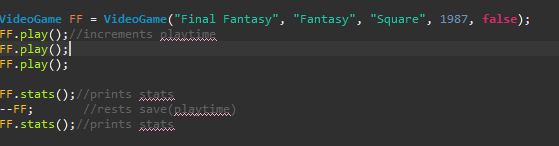 VideoGame FF = VideoGame("Final Fantasy", "Fantasy", "Square", 1987, false);
FF.play();//increments playtime
FF.play();
FF.play();
FF.stats();//prints stats
--FF; //rests save(playtime)
FF.stats();//prints stats